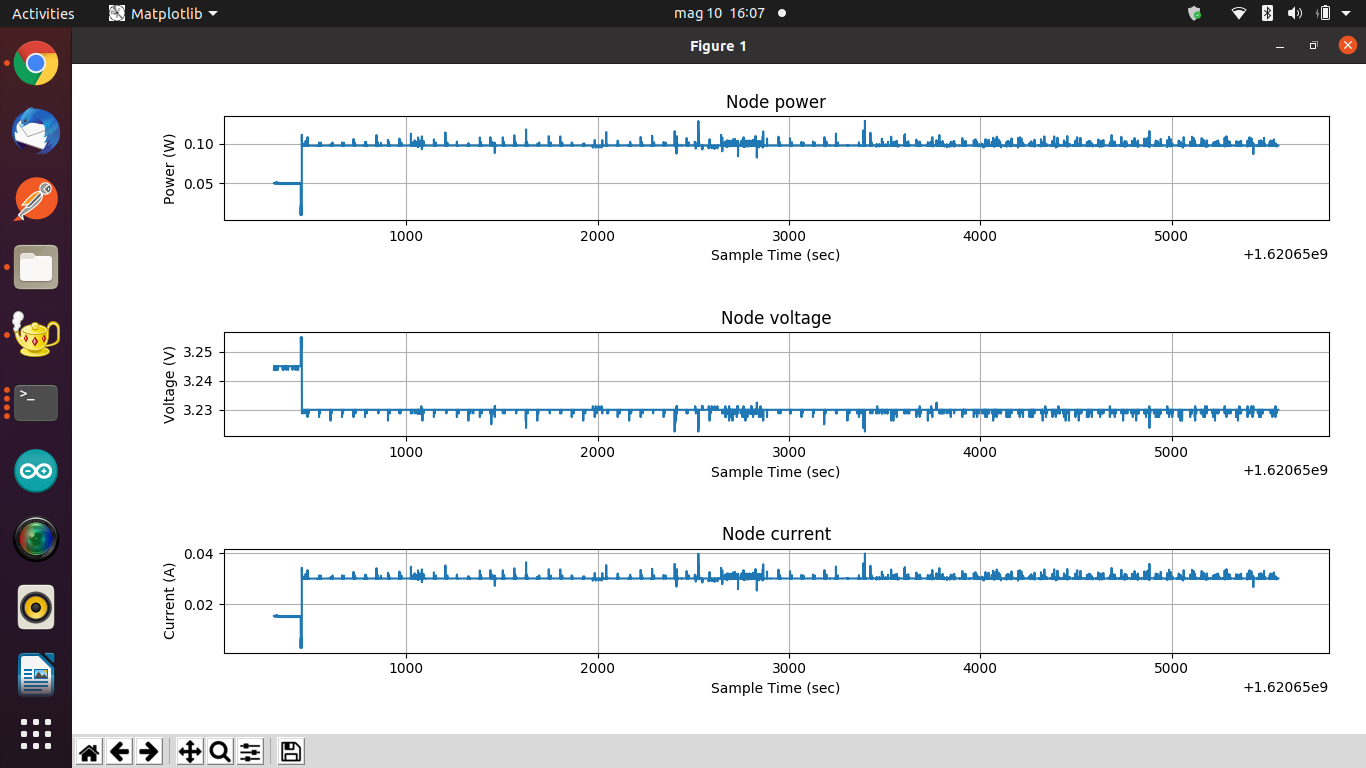 Activities Matplotlib mag 10 16:07
Figure 1
Node power
Power (W)
0.10
0.05
1000 2000 3000 4000 5000
Sample Time (sec)
+1.62065e9
Node voltage
Voltage (V)
3.25
3.24
3.23
1000 2000 3000 4000 5000
Sample Time (sec)
+1.62065e9
Node current
Current (A)
0.04
0.02
1000 2000 3000 4000 5000
Sample Time (sec)
+1.62065e9
>_